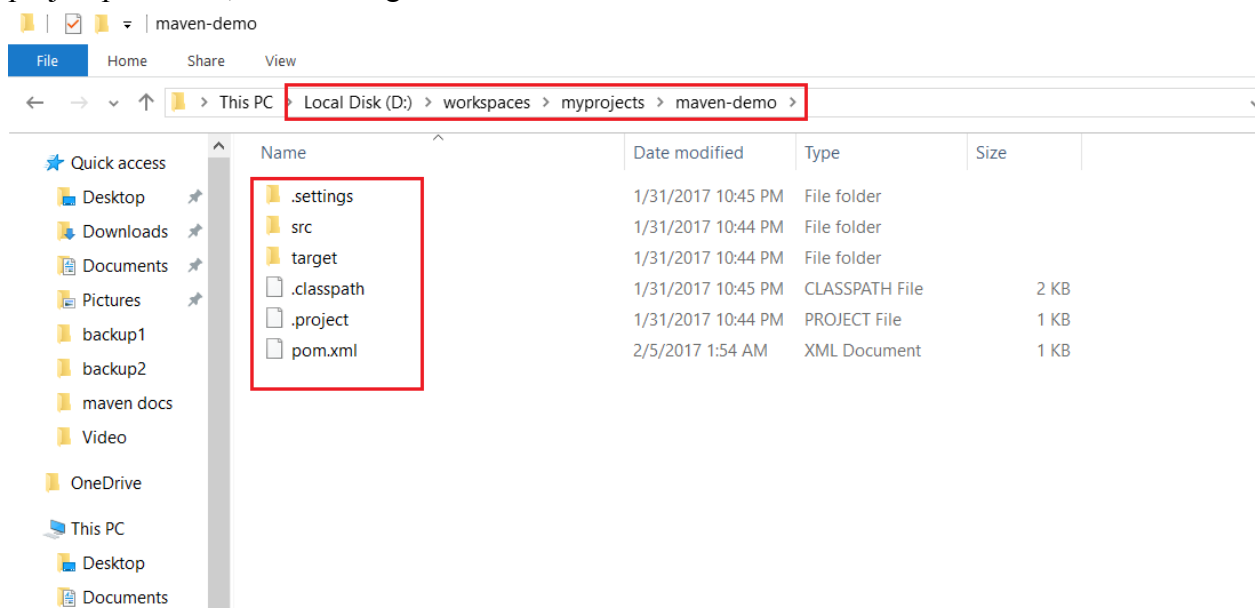 maven-demo
File Home Share View
This PC > Local Disk (D:) > workspaces > myprojects > maven-demo >
Name Date modified Type Size
Quick access
Desktop
Downloads
Documents
Pictures
backup1
backup2
maven docs
Video
OneDrive
This PC
Desktop
Documents
.settings 1/31/2017 10:45 PM File folder
src 1/31/2017 10:44 PM File folder
target 1/31/2017 10:44 PM File folder
.classpath 1/31/2017 10:45 PM CLASSPATH File 2 KB
.project 1/31/2017 10:44 PM PROJECT File 1 KB
pom.xml 2/5/2017 1:54 AM XML Document 1 KB